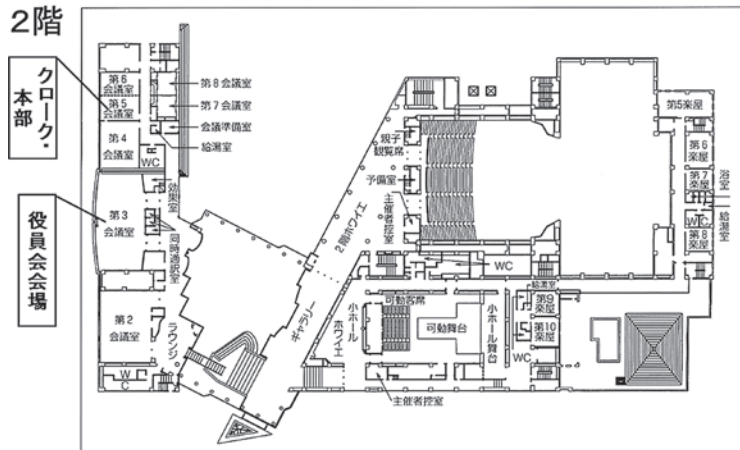 2階
クローク・本部
役員会会場
第6会議室
第5会議室
第4会議室
第8会議室
第7会議室
会議準備室
給湯室
WC
効果室
第3会議室
同時通訳室
第2会議室
ラウンジ
WC
ギャラリー
2階ホワイエ
親子観覧席
予備室
主催者控室
WC
小ホールホワイエ
可動客席
可動舞台
小ホール舞台
主催者控室
給湯室
第9楽屋
第10楽屋
WC
第5楽屋
第6楽屋
第7楽屋
浴室
WC
給湯室
第8楽屋